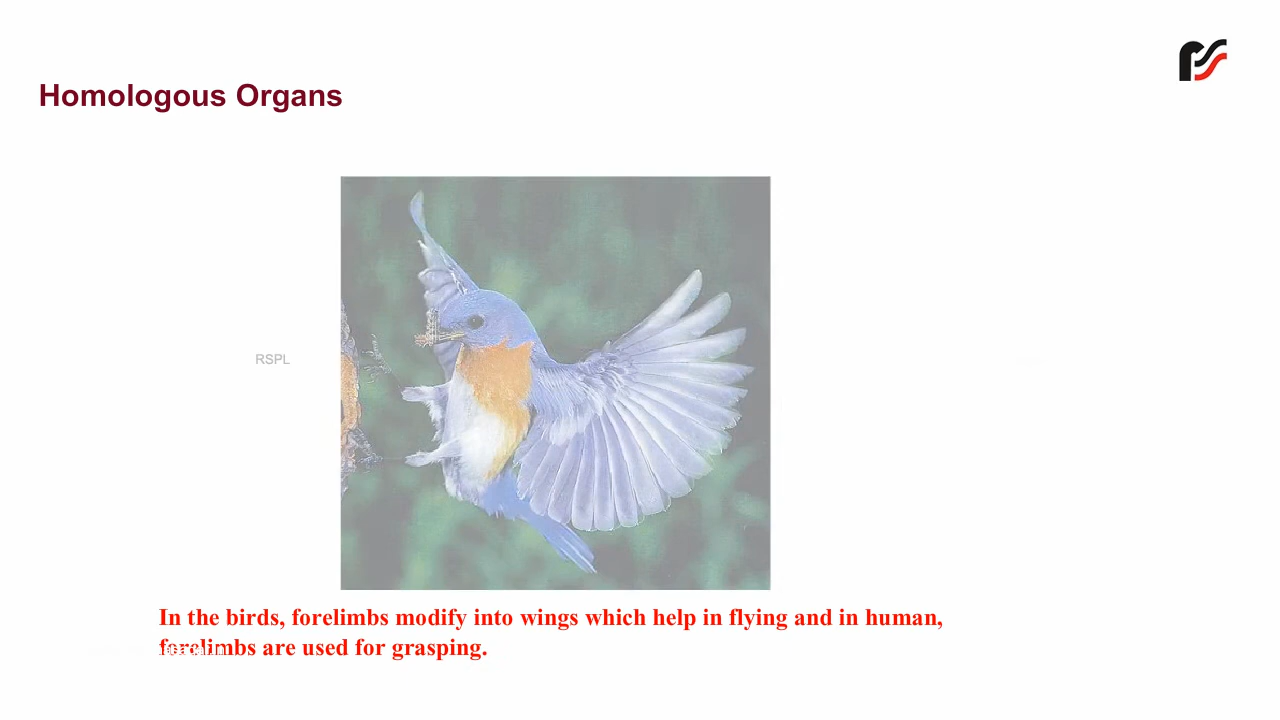 Homologous Organs
RSPL
In the birds, forelimbs modify into wings which help in flying and in human,
forelimbs are used for grasping.